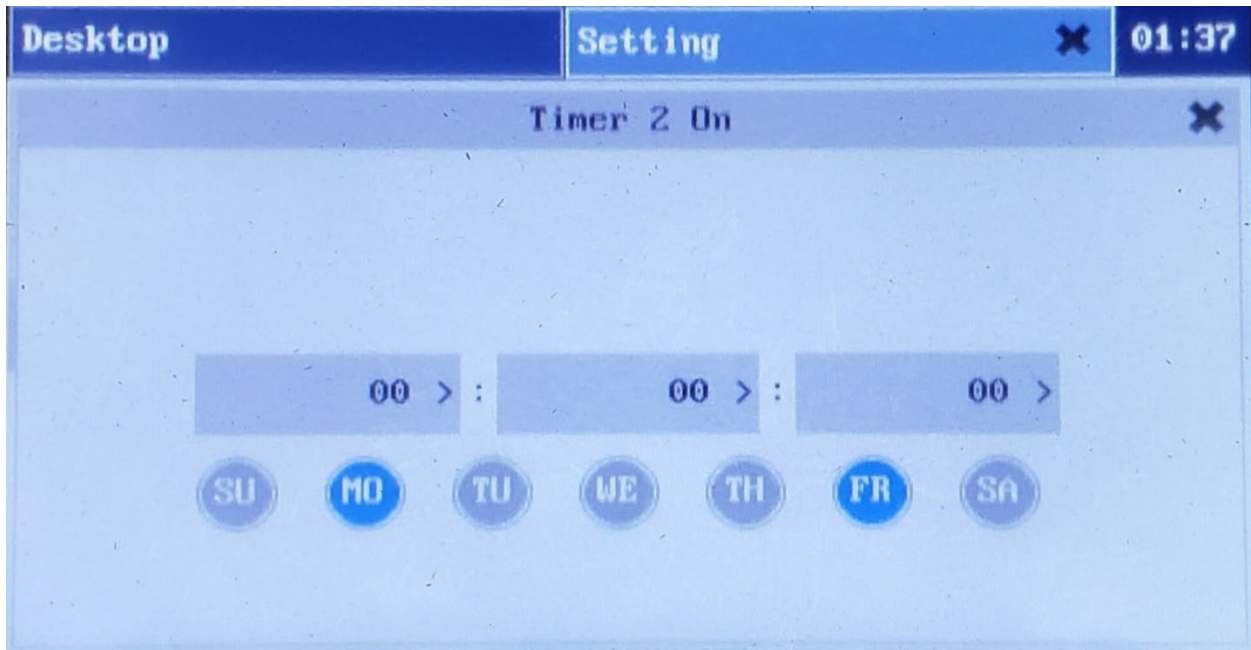 Desktop Setting ✖ 01:37
Timer 2 On ✖
00 > : 00 > : 00 >
SU MO TU WE TH FR SA